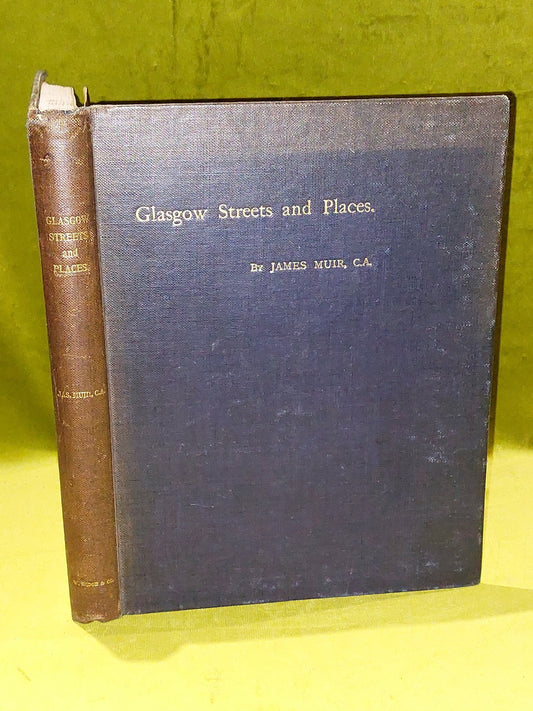 GLASGOW
STREETS
and
PLACES.
JAS. MUIR, C.A.
Glasgow Streets and Places.
By JAMES MUIR, C.A.